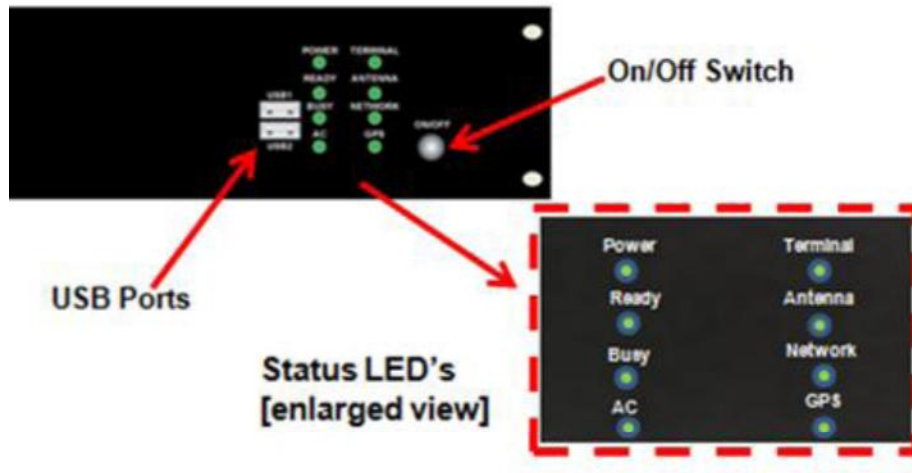 POWER TERMINAL
READY ANTENNA
USB1
BUSY NETWORK
ON/OFF
AC GPS
USB2
On/Off Switch
USB Ports
Status LED's
[enlarged view]
Power Terminal
Ready Antenna
Busy Network
AC GPS